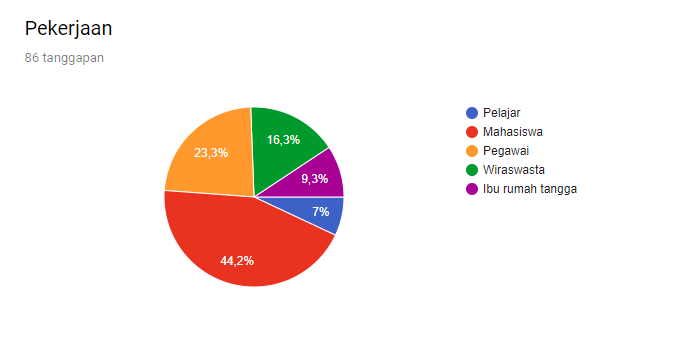 Pekerjaan
86 tanggapan
16,3%
23,3%
9,3%
7%
44,2%
Pelajar
Mahasiswa
Pegawai
Wiraswasta
Ibu rumah tangga